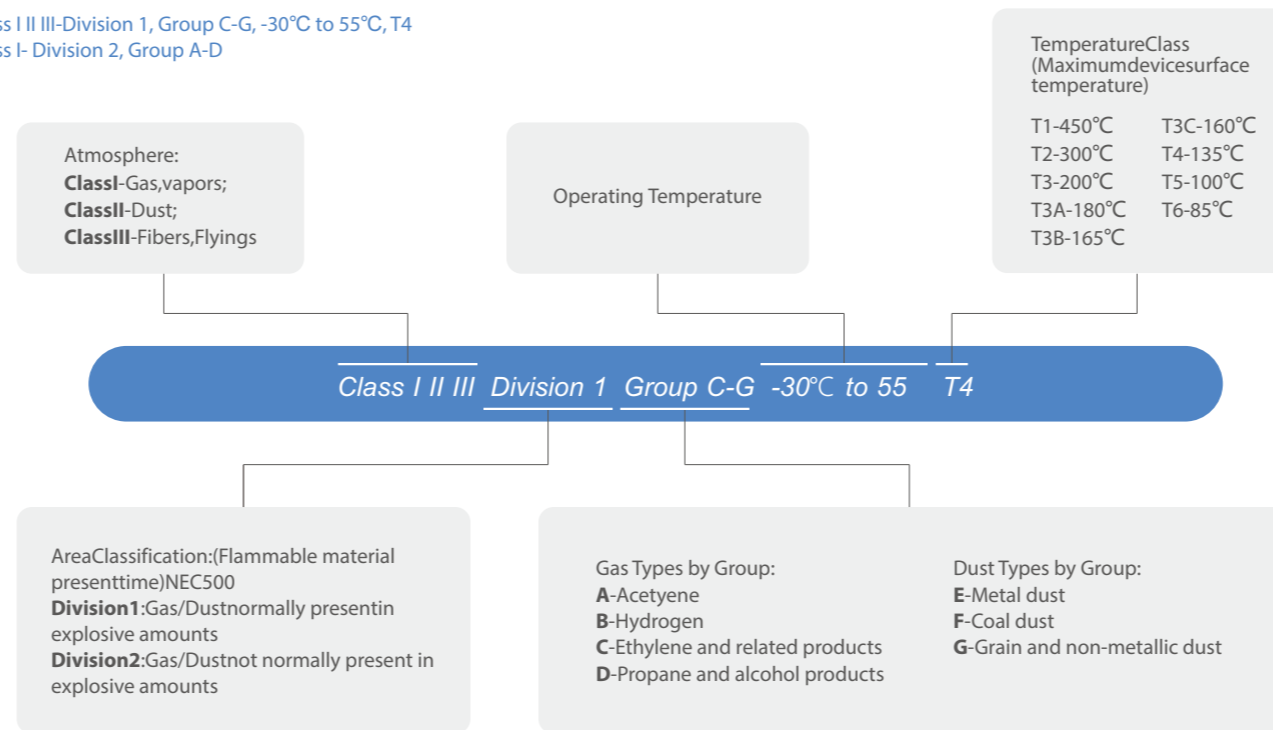 ss I II III-Division 1, Group C-G, -30℃ to 55℃, T4
ss I- Division 2, Group A-D
TemperatureClass
(Maximumdevicesurface
temperature)
T1-450℃ T3C-160℃
T2-300℃ T4-135℃
T3-200℃ T5-100℃
T3A-180℃ T6-85℃
T3B-165℃
Atmosphere:
ClassI-Gas,vapors;
ClassII-Dust;
ClassIII-Fibers,Flyings
Operating Temperature
Class I II III Division 1 Group C-G -30℃ to 55 T4
AreaClassification:(Flammable material
presenttime)NEC500
Division1:Gas/Dustnormally presentin
explosive amounts
Division2:Gas/Dustnot normally present in
explosive amounts
Gas Types by Group:
A-Acetyene
B-Hydrogen
C-Ethylene and related products
D-Propane and alcohol products
Dust Types by Group:
E-Metal dust
F-Coal dust
G-Grain and non-metallic dust